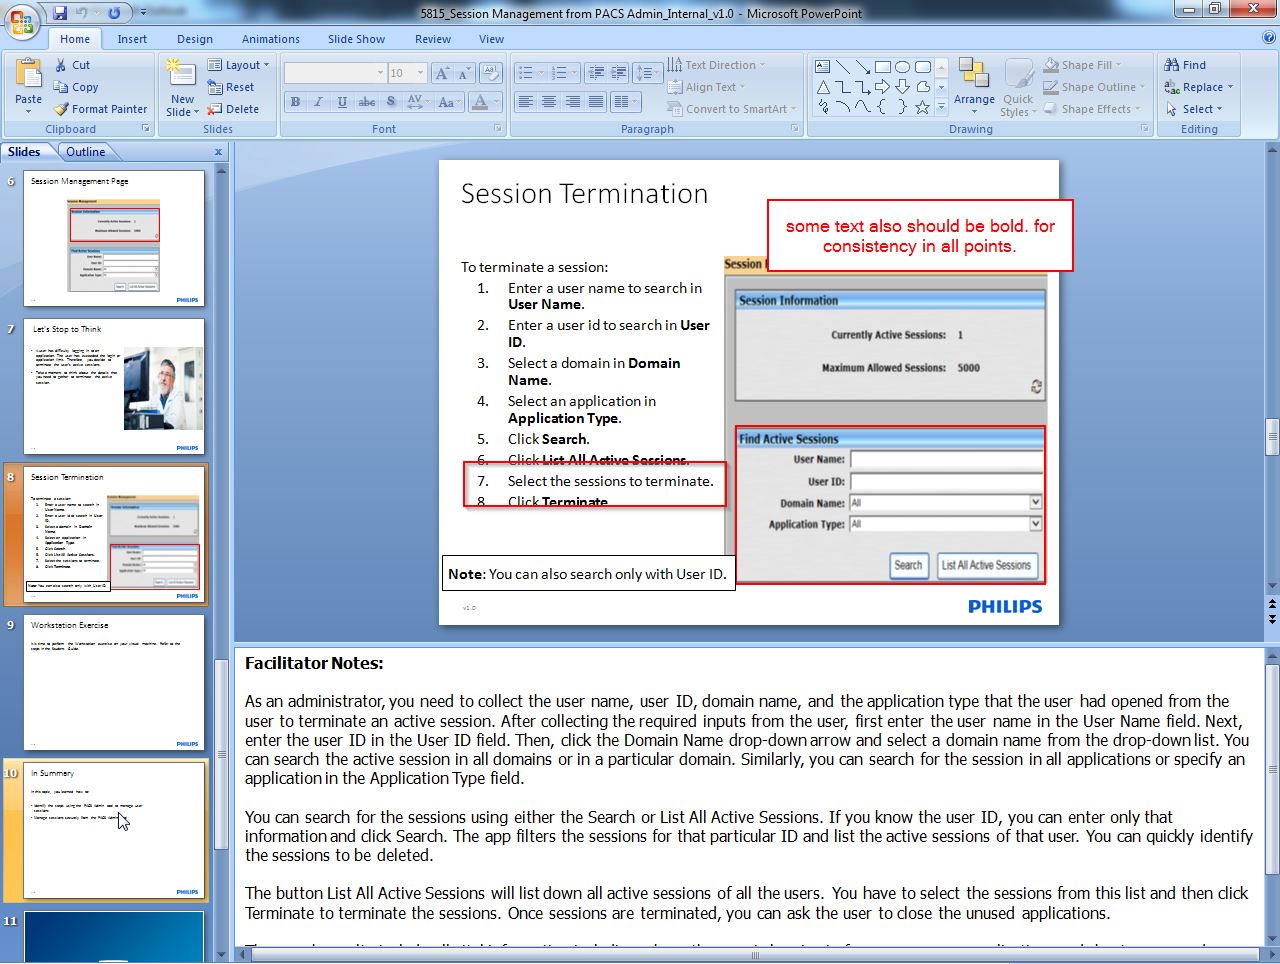 5815_Session Management from PACS Admin_Internal_v1.0 - Microsoft PowerPoint
Home Insert Design Animations Slide Show Review View
Paste
Cut
Copy
Format Painter
Clipboard
New Slide
Layout
Reset
Delete
Slides
10
B I U abc S AV Aa A
Font
Text Direction
Align Text
Convert to SmartArt
Paragraph
Arrange
Quick Styles
Shape Fill
Shape Outline
Shape Effects
Drawing
Find
Replace
Select
Editing
Slides Outline x
6
Session Management Page
PHILIPS
7
Let's Stop to Think
PHILIPS
8
Session Termination
PHILIPS
9
Workstation Exercise
PHILIPS
10
In Summary
In this topic, you learned how to:
PHILIPS
11
Session Termination
some text also should be bold. for
consistency in all points.
To terminate a session:
1. Enter a user name to search in
User Name.
2. Enter a user id to search in User
ID.
3. Select a domain in Domain
Name.
4. Select an application in
Application Type.
5. Click Search.
6. Click List All Active Sessions.
7. Select the sessions to terminate.
8. Click Terminate
Note: You can also search only with User ID.
v1.0
Session
Session Information
Currently Active Sessions: 1
Maximum Allowed Sessions: 5000
Find Active Sessions
User Name:
User ID:
Domain Name: All
Application Type: All
Search List All Active Sessions
PHILIPS
Facilitator Notes:
As an administrator, you need to collect the user name, user ID, domain name, and the application type that the user had opened from the
user to terminate an active session. After collecting the required inputs from the user, first enter the user name in the User Name field. Next,
enter the user ID in the User ID field. Then, click the Domain Name drop-down arrow and select a domain name from the drop-down list. You
can search the active session in all domains or in a particular domain. Similarly, you can search for the session in all applications or specify an
application in the Application Type field.
You can search for the sessions using either the Search or List All Active Sessions. If you know the user ID, you can enter only that
information and click Search. The app filters the sessions for that particular ID and list the active sessions of that user. You can quickly identify
the sessions to be deleted.
The button List All Active Sessions will list down all active sessions of all the users. You have to select the sessions from this list and then click
Terminate to terminate the sessions. Once sessions are terminated, you can ask the user to close the unused applications.